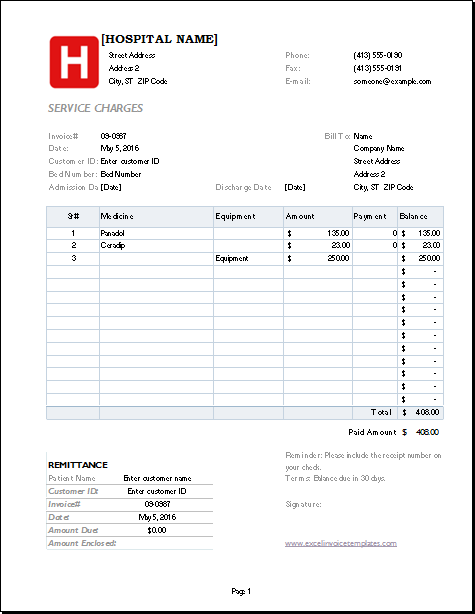 H
[HOSPITAL NAME]
Street Address Phone: (413) 555-0190
Address 2 Fax: (413) 555-0191
City, ST ZIP Code E-mail: someone@example.com
SERVICE CHARGES
Invoice# 09-0987 Bill To: Name
Date: May 5, 2016 Company Name
Customer ID: Enter customer ID Street Address
Bed Number: Bed Number Address 2
Admission Da [Date] Discharge Date [Date] City, ST ZIP Code
Sr# Medicine Equipment Amount Payment Balance
1 Panadol $ 135.00 0 $ 135.00
2 Ceradip $ 23.00 0 $ 23.00
3 Equipment $ 250.00 $ 250.00
$ -
$ -
$ -
$ -
$ -
$ -
$ -
$ -
$ -
$ -
$ -
Total $ 408.00
Paid Amount $ 408.00
Reminder: Please include the receipt number on
your check.
Terms: Balance due in 30 days.
REMITTANCE
Patient Name Enter customer name
Customer ID: Enter customer ID
Invoice# 09-0987
Date: May 5, 2016
Amount Due: $0.00
Amount Enclosed:
Signature:
www.excelinvoicetemplates.com
Page 1